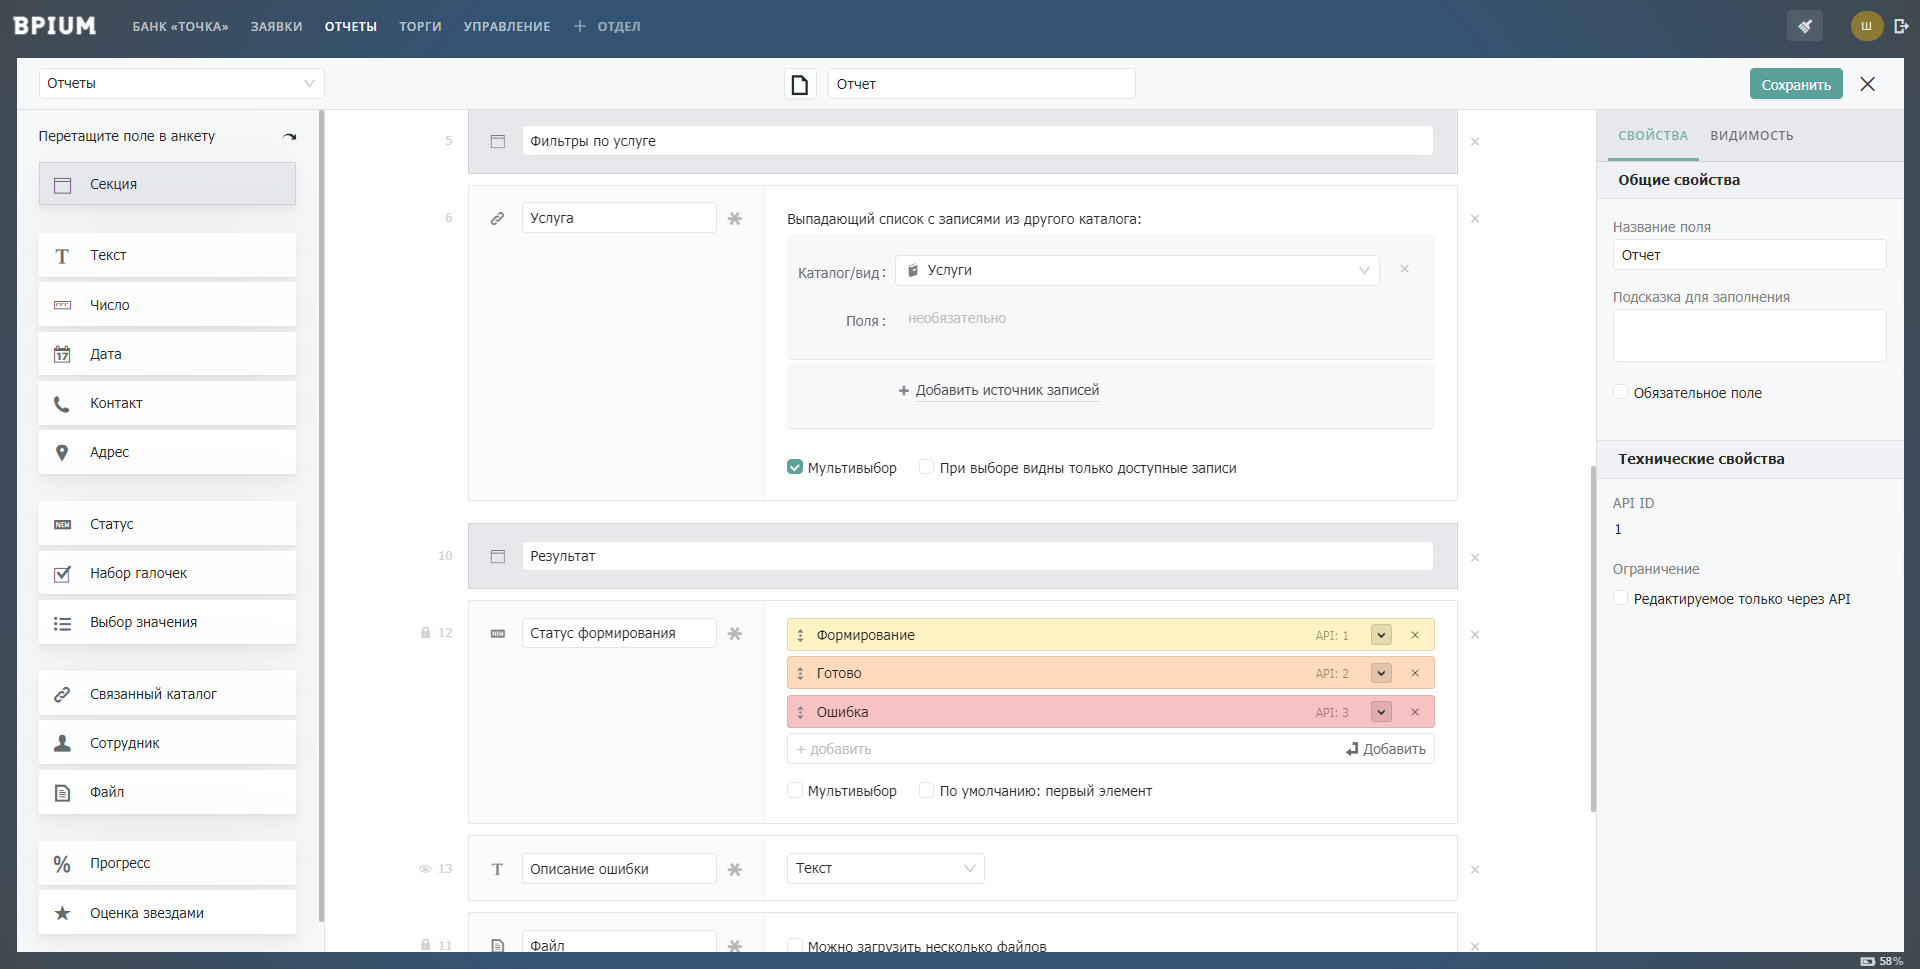 BPIUM
БАНК «ТОЧКА» ЗАЯВКИ ОТЧЕТЫ ТОРГИ УПРАВЛЕНИЕ + ОТДЕЛ
Ш
Отчеты
Отчет
Сохранить
Перетащите поле в анкету
Секция
Текст
Число
17 Дата
Контакт
Адрес
NEW Статус
Набор галочек
Выбор значения
Связанный каталог
Сотрудник
Файл
% Прогресс
Оценка звездами
5 Фильтры по услуге
6 Услуга
Выпадающий список с записями из другого каталога:
Каталог/вид: Услуги
Поля: необязательно
+ Добавить источник записей
Мультивыбор При выборе видны только доступные записи
10 Результат
12 NEW Статус формирования
Формирование API: 1
Готово API: 2
Ошибка API: 3
+ добавить Добавить
Мультивыбор По умолчанию: первый элемент
13 T Описание ошибки Текст
11 Файл Можно загрузить несколько файлов
СВОЙСТВА ВИДИМОСТЬ
Общие свойства
Название поля
Отчет
Подсказка для заполнения
Обязательное поле
Технические свойства
API ID
1
Ограничение
Редактируемое только через API
58%